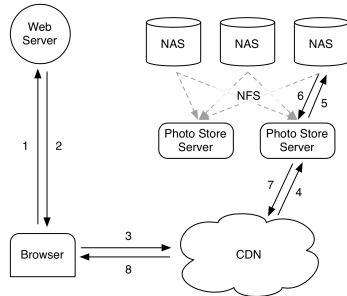 Web
Server
NAS
NAS
NAS
NFS
6
5
Photo Store
Server
Photo Store
Server
1
2
7
4
3
8
Browser
CDN